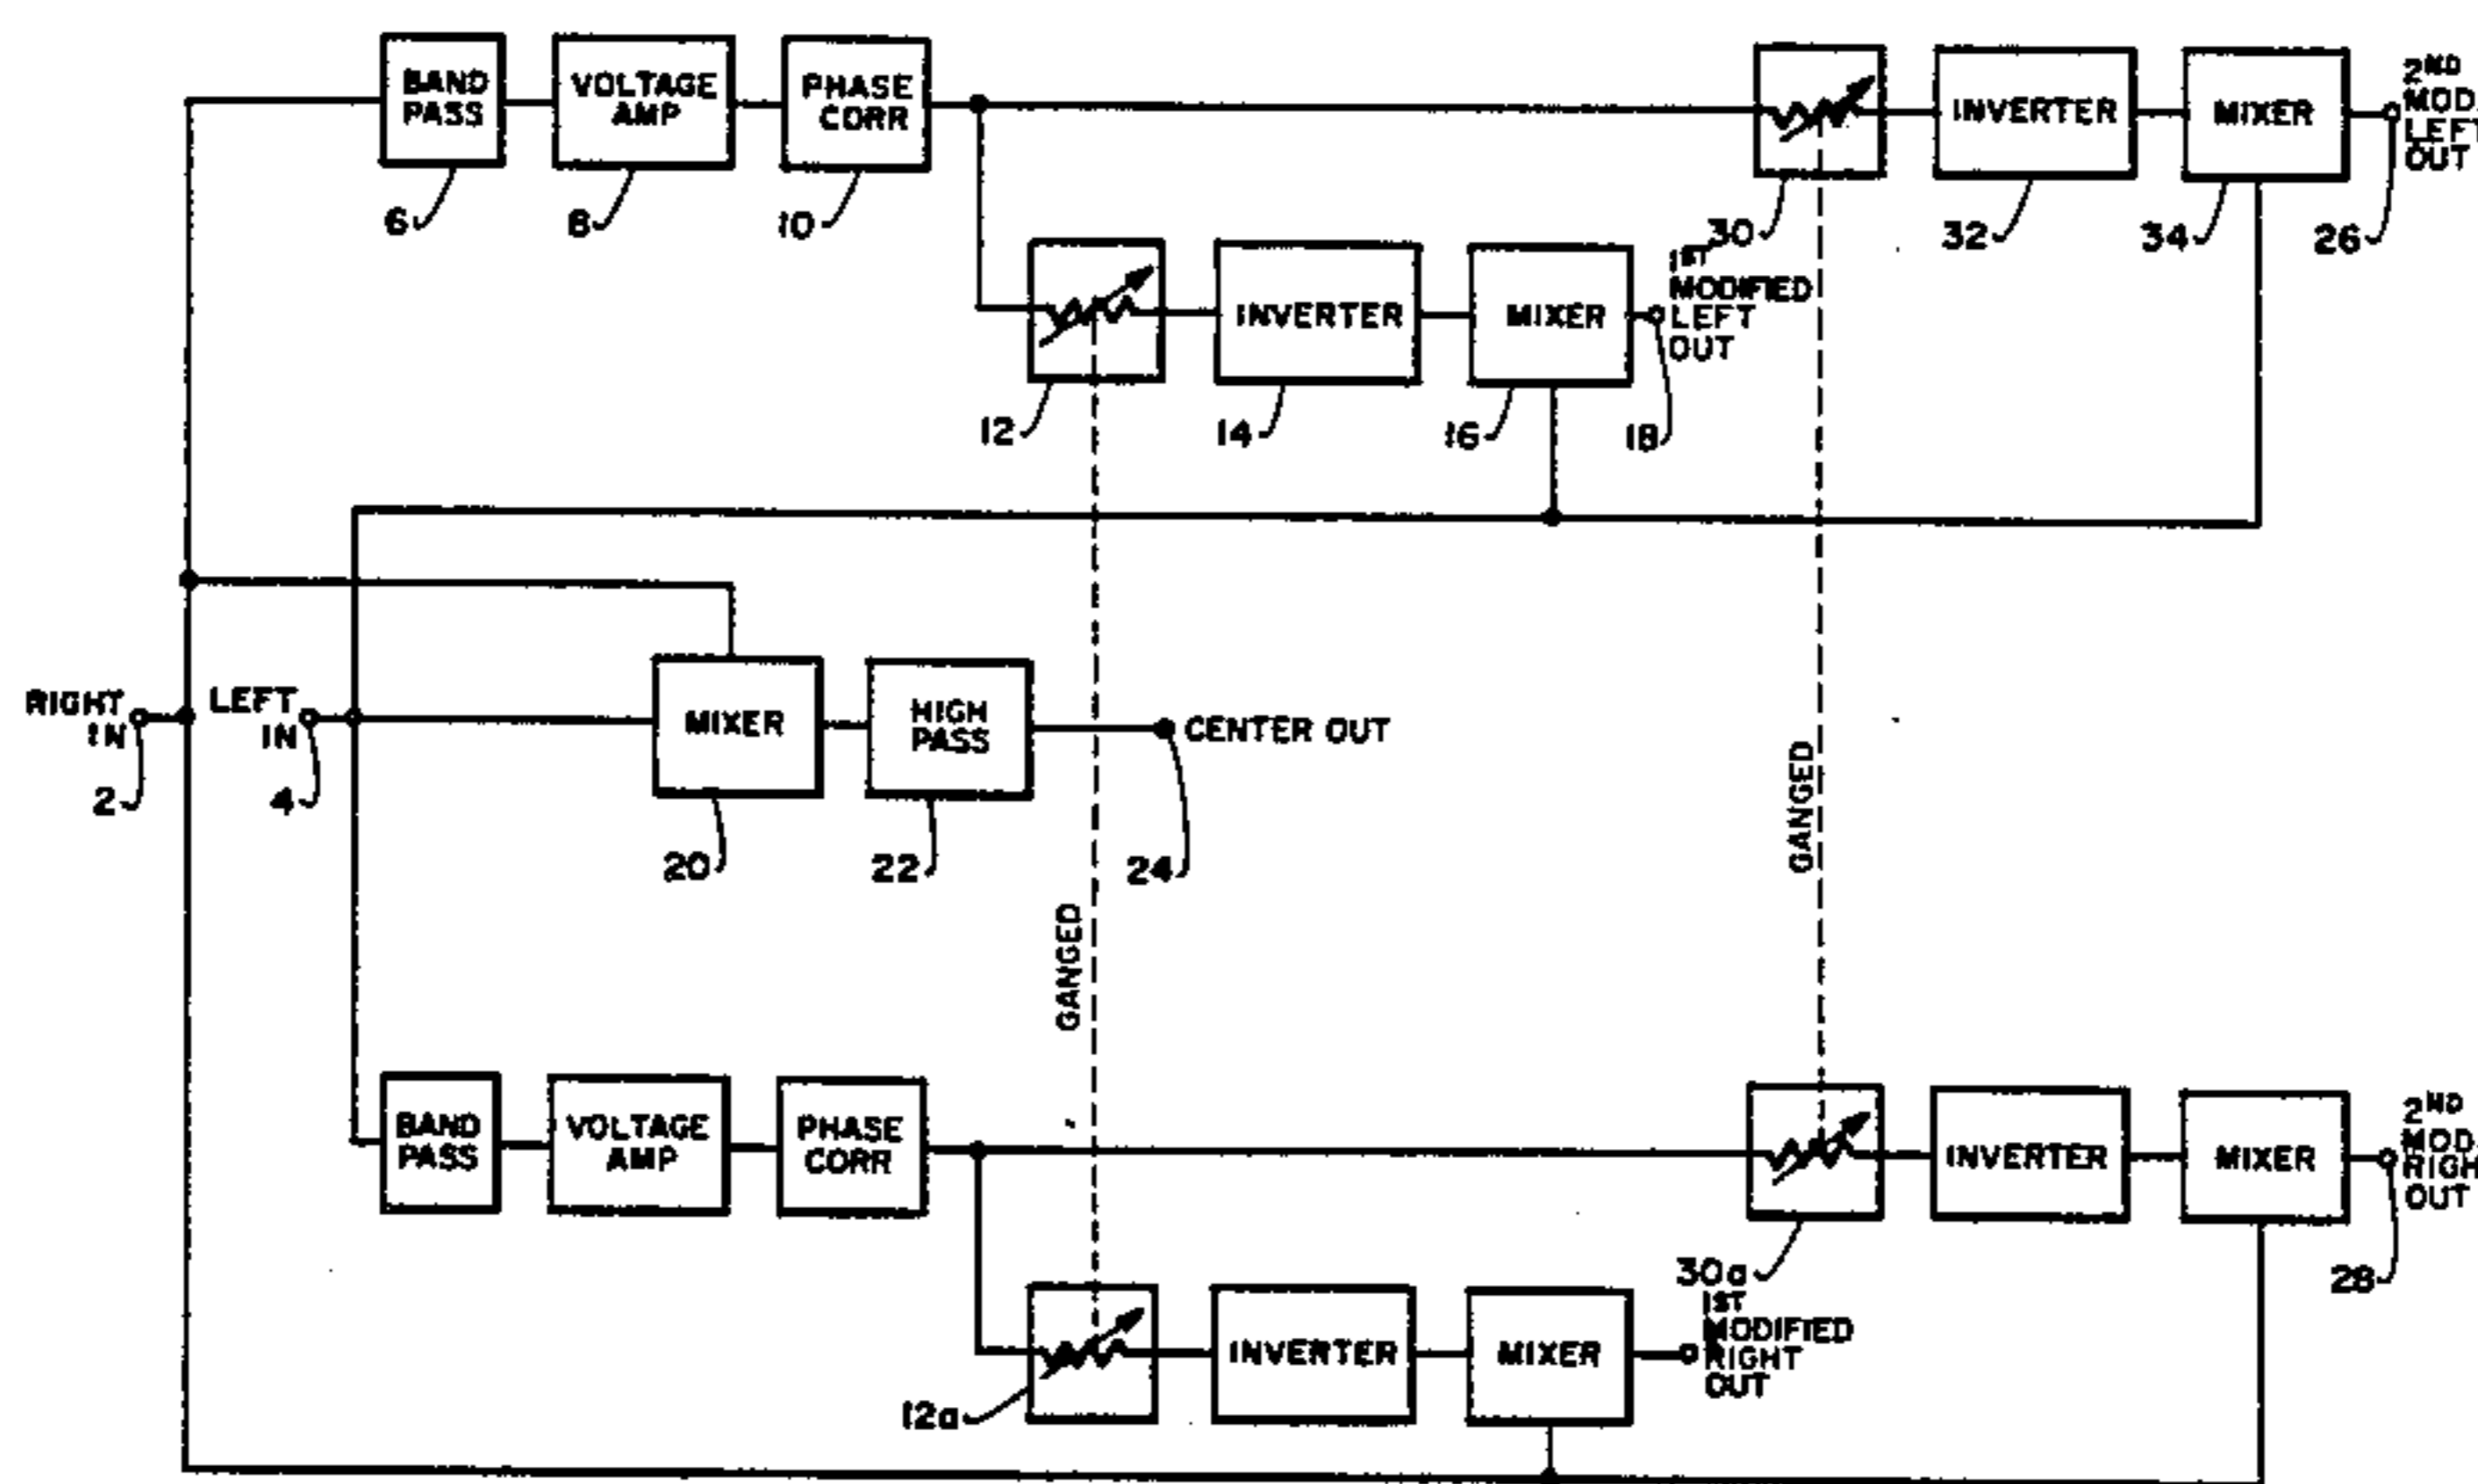 BAND
PASS
VOLTAGE
AMP
PHASE
CORR
INVERTER
MIXER
2ND
MOD.
LEFT
OUT
6
8
10
30
32
34
26
INVERTER
MIXER
1ST
MODIFIED
LEFT
OUT
12
14
16
18
RIGHT
IN
LEFT
IN
MIXER
HIGH
PASS
CENTER OUT
2
4
20
22
24
GANGED
GANGED
BAND
PASS
VOLTAGE
AMP
PHASE
CORR
INVERTER
MIXER
2ND
MOD.
RIGH
OUT
30a
28
INVERTER
MIXER
1ST
MODIFIED
RIGHT
OUT
12a